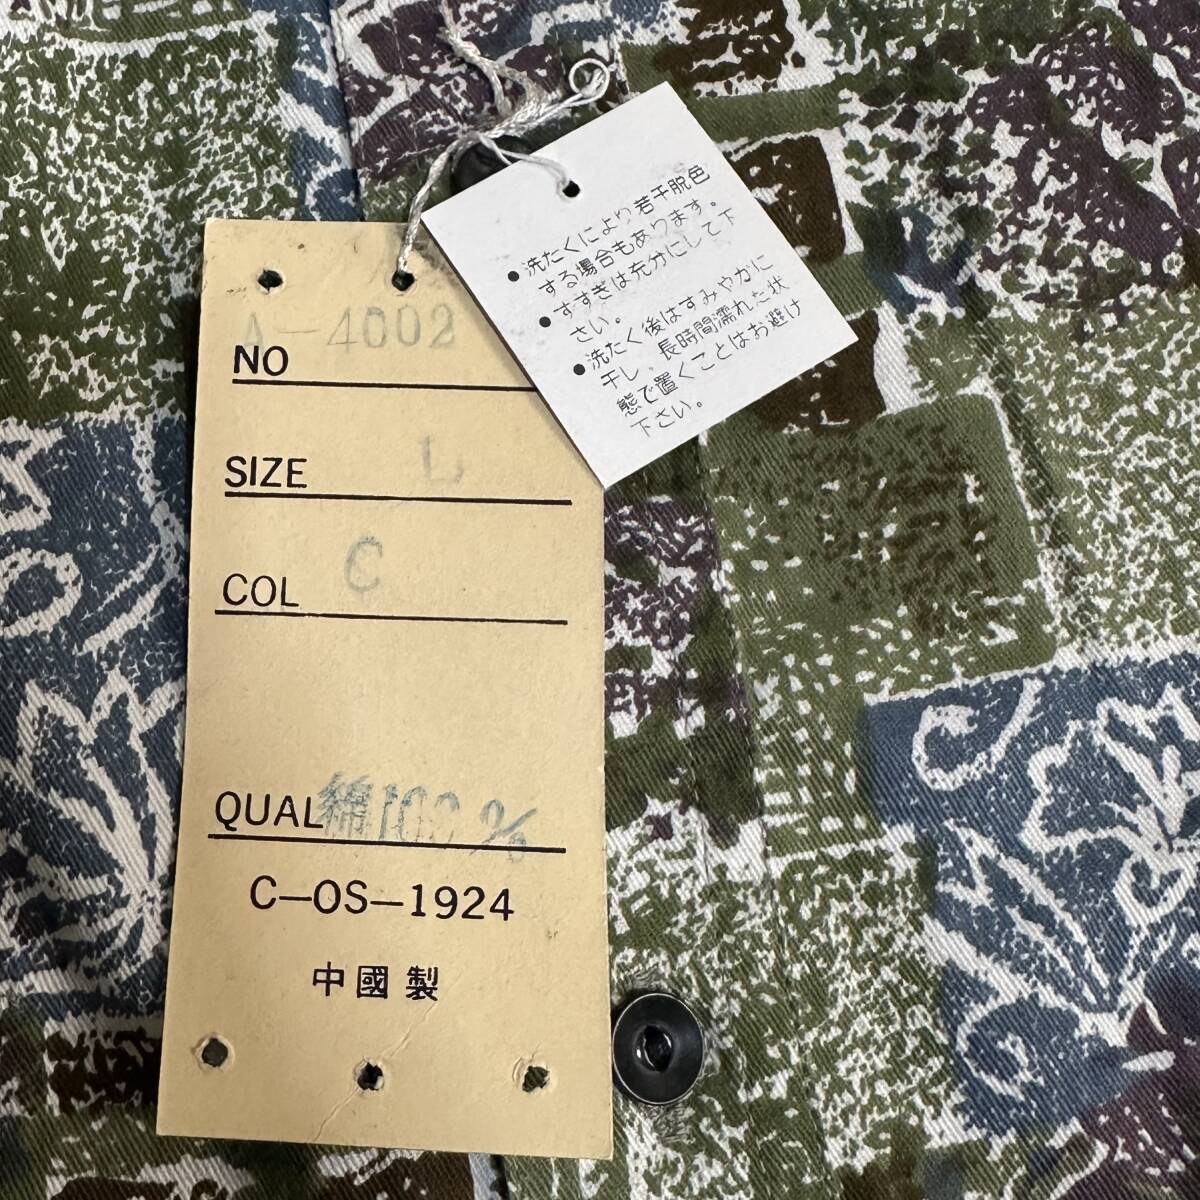 ● 洗たくにより若干脱色
する場合もあります。
● すすぎは充分にして下
さい。
● 洗たく後はすみやかに
干し、長時間濡れた状
態で置くことはお避け
下さい。
NO A-4002
SIZE L
COL C
QUAL 綿100%
C-OS-1924
中國製